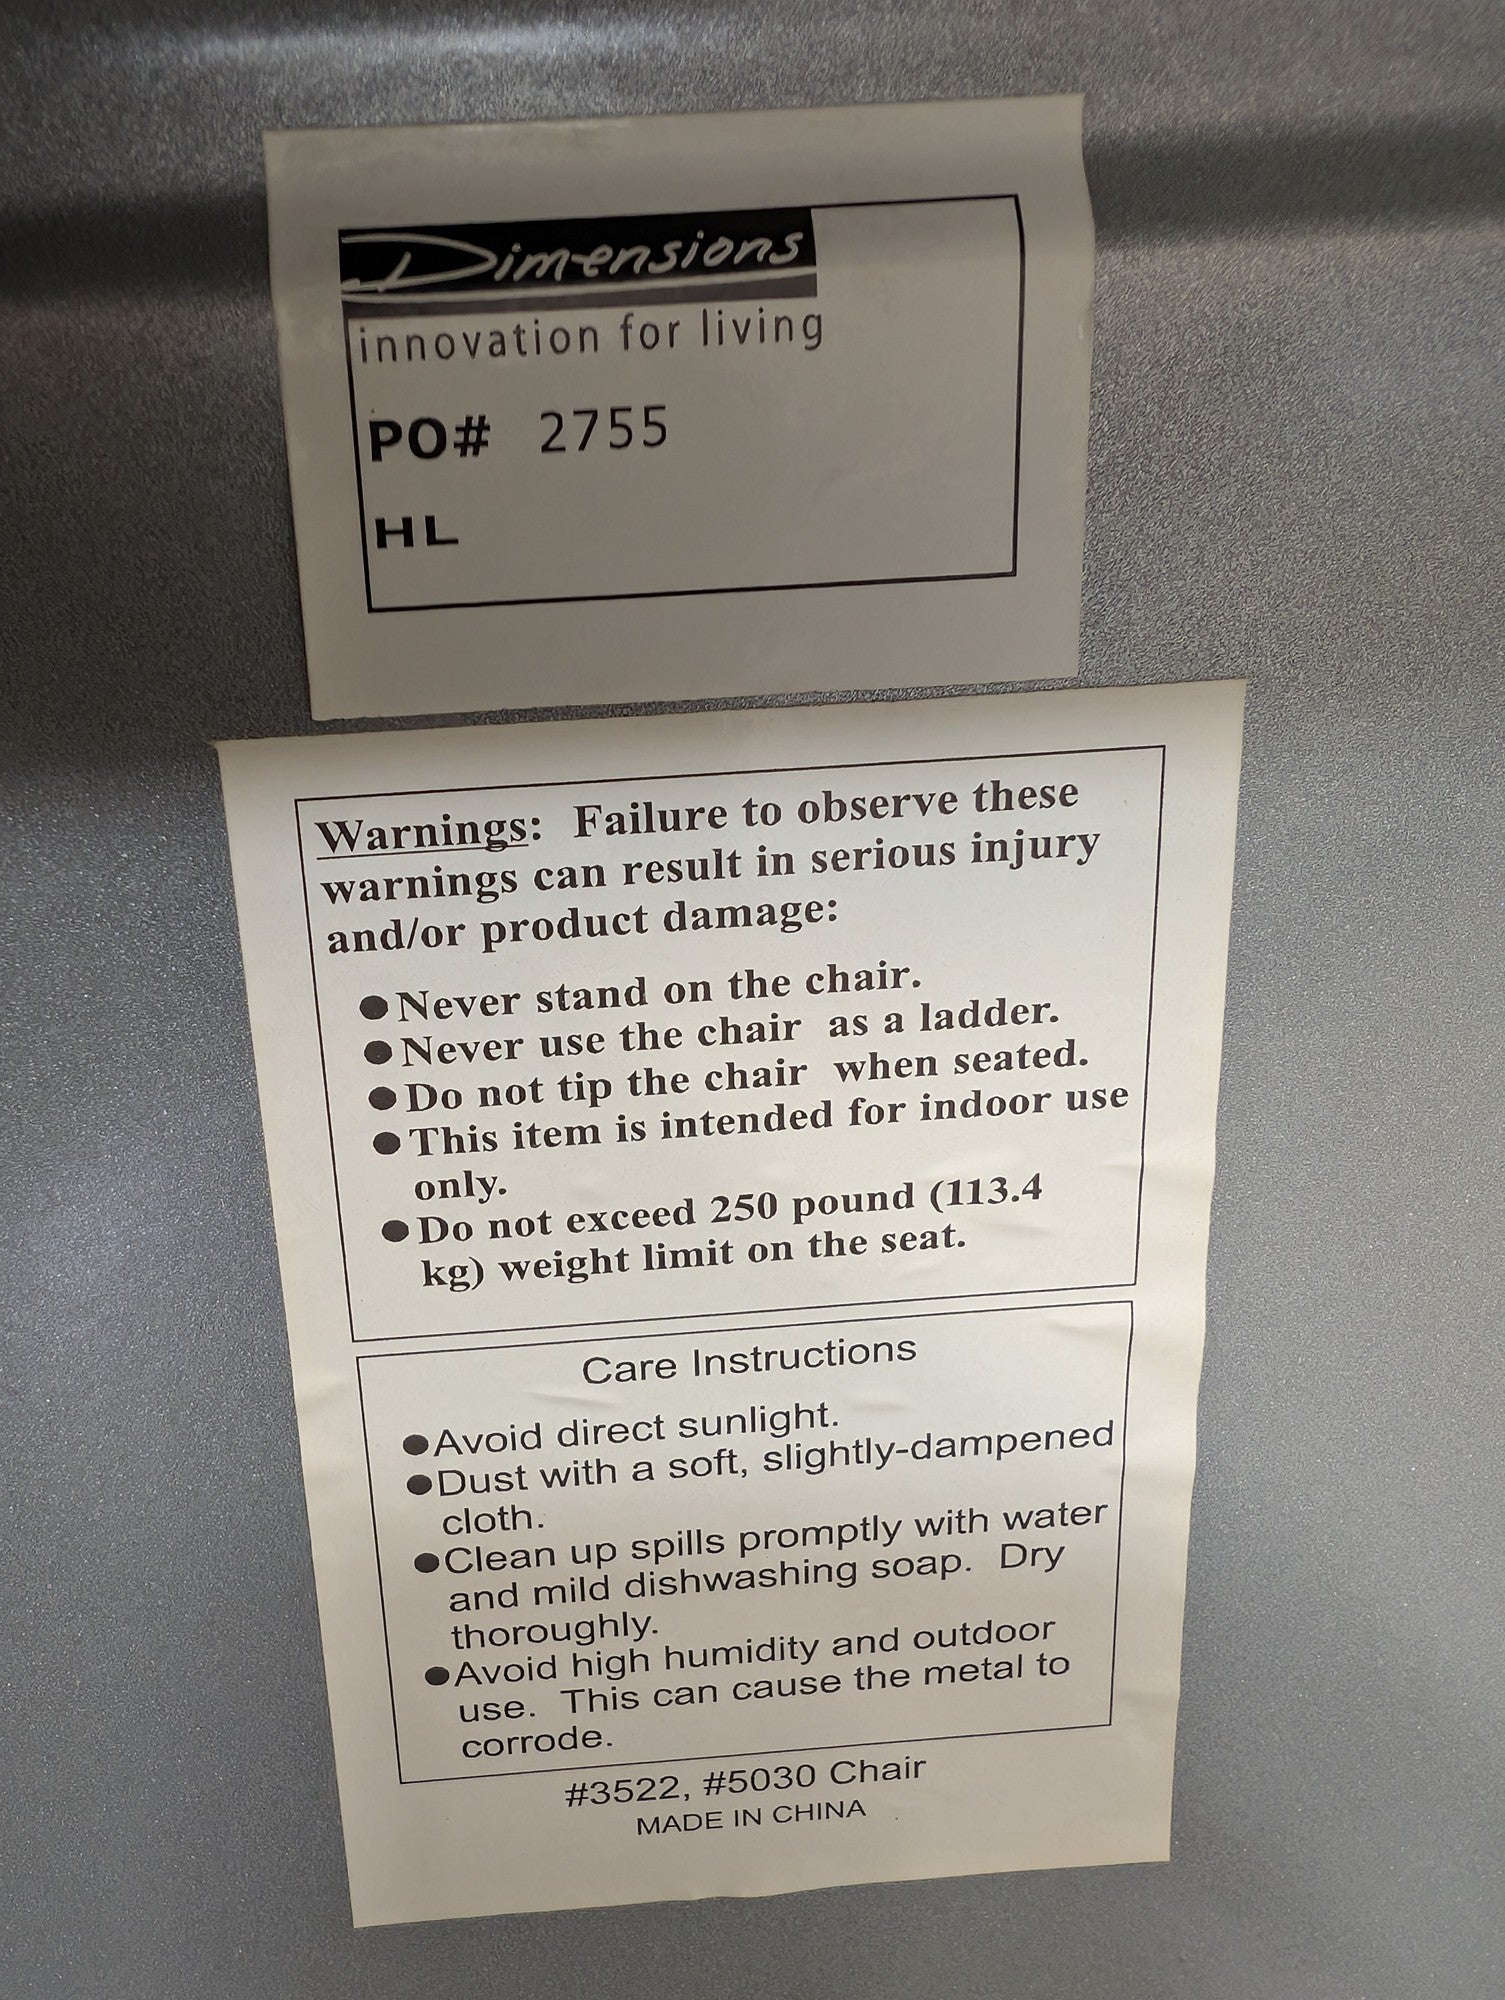 Dimensions
innovation for living
PO# 2755
HL
Warnings: Failure to observe these
warnings can result in serious injury
and/or product damage:
●Never stand on the chair.
●Never use the chair as a ladder.
●Do not tip the chair when seated.
●This item is intended for indoor use
only.
●Do not exceed 250 pound (113.4
kg) weight limit on the seat.
Care Instructions
●Avoid direct sunlight.
●Dust with a soft, slightly-dampened
cloth.
●Clean up spills promptly with water
and mild dishwashing soap. Dry
thoroughly.
●Avoid high humidity and outdoor
use. This can cause the metal to
corrode.
#3522, #5030 Chair
MADE IN CHINA